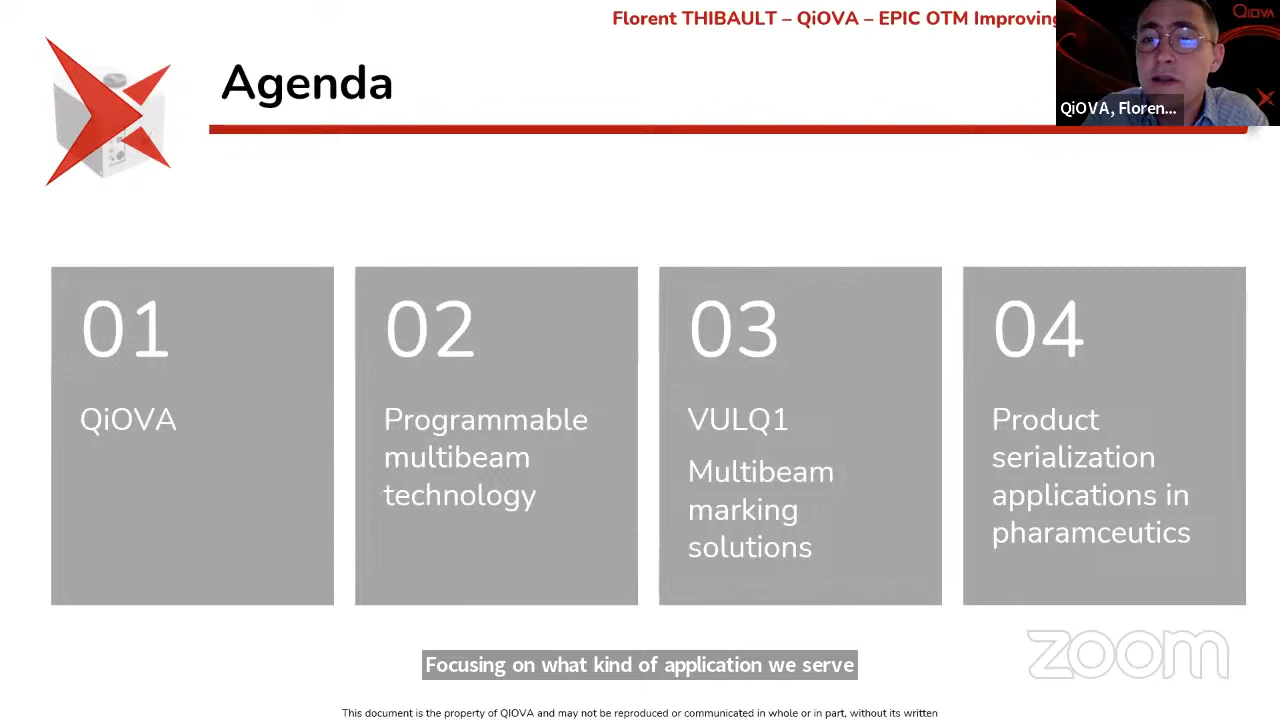 Florent THIBAULT – QiOVA – EPIC OTM Improving
QiOVA
QiOVA, Floren...
Agenda
01
QiOVA
02
Programmable
multibeam
technology
03
VULQ1
Multibeam
marking
solutions
04
Product
serialization
applications in
pharamceutics
Focusing on what kind of application we serve
zoom
This document is the property of QIOVA and may not be reproduced or communicated in whole or in part, without its written